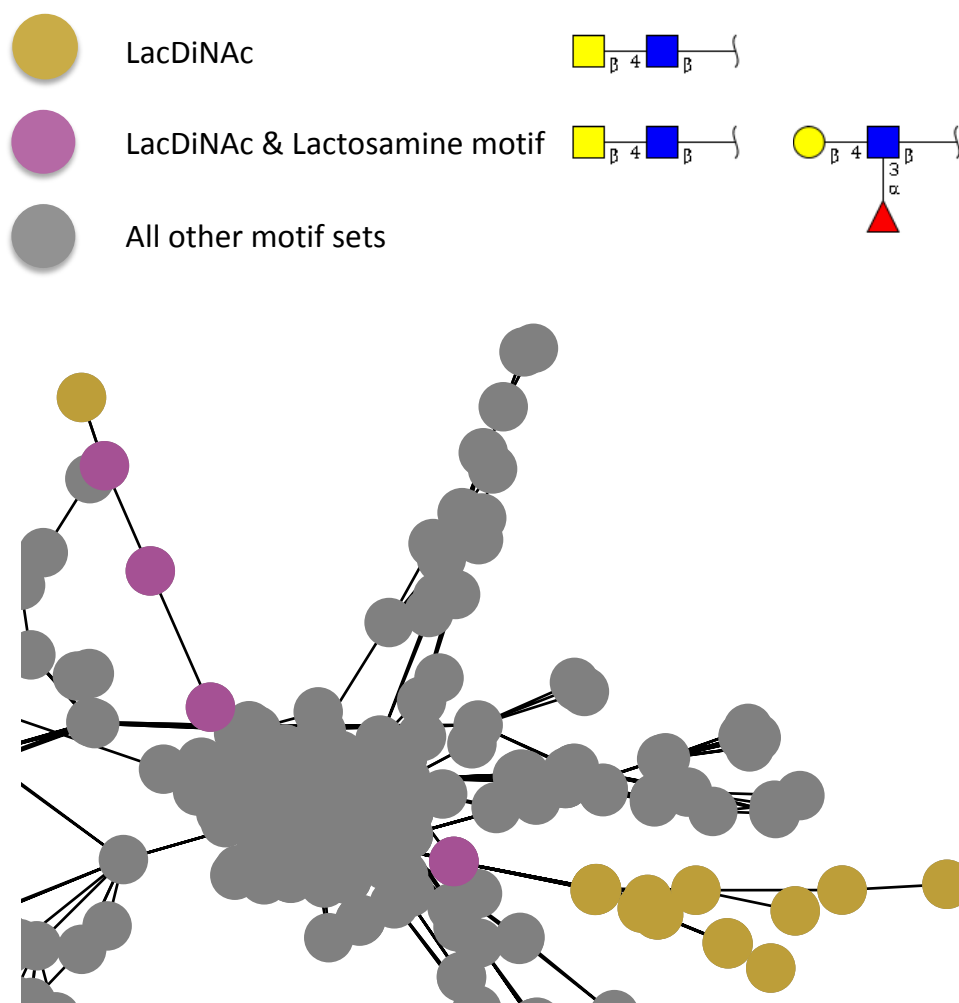 LacDiNAc
β 4 β
LacDiNAc & Lactosamine motif
β 4 β
β 4 β
3
α
All other motif sets